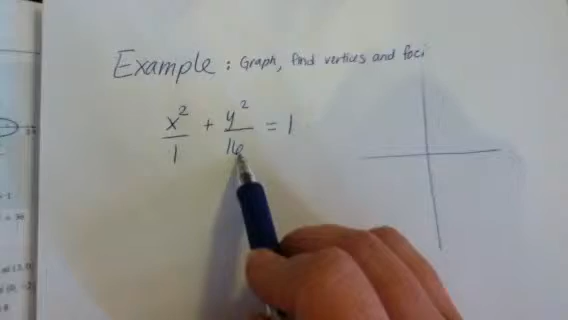 Example: Graph, find vertices and foci
x² y²
— + — = 1
1 16